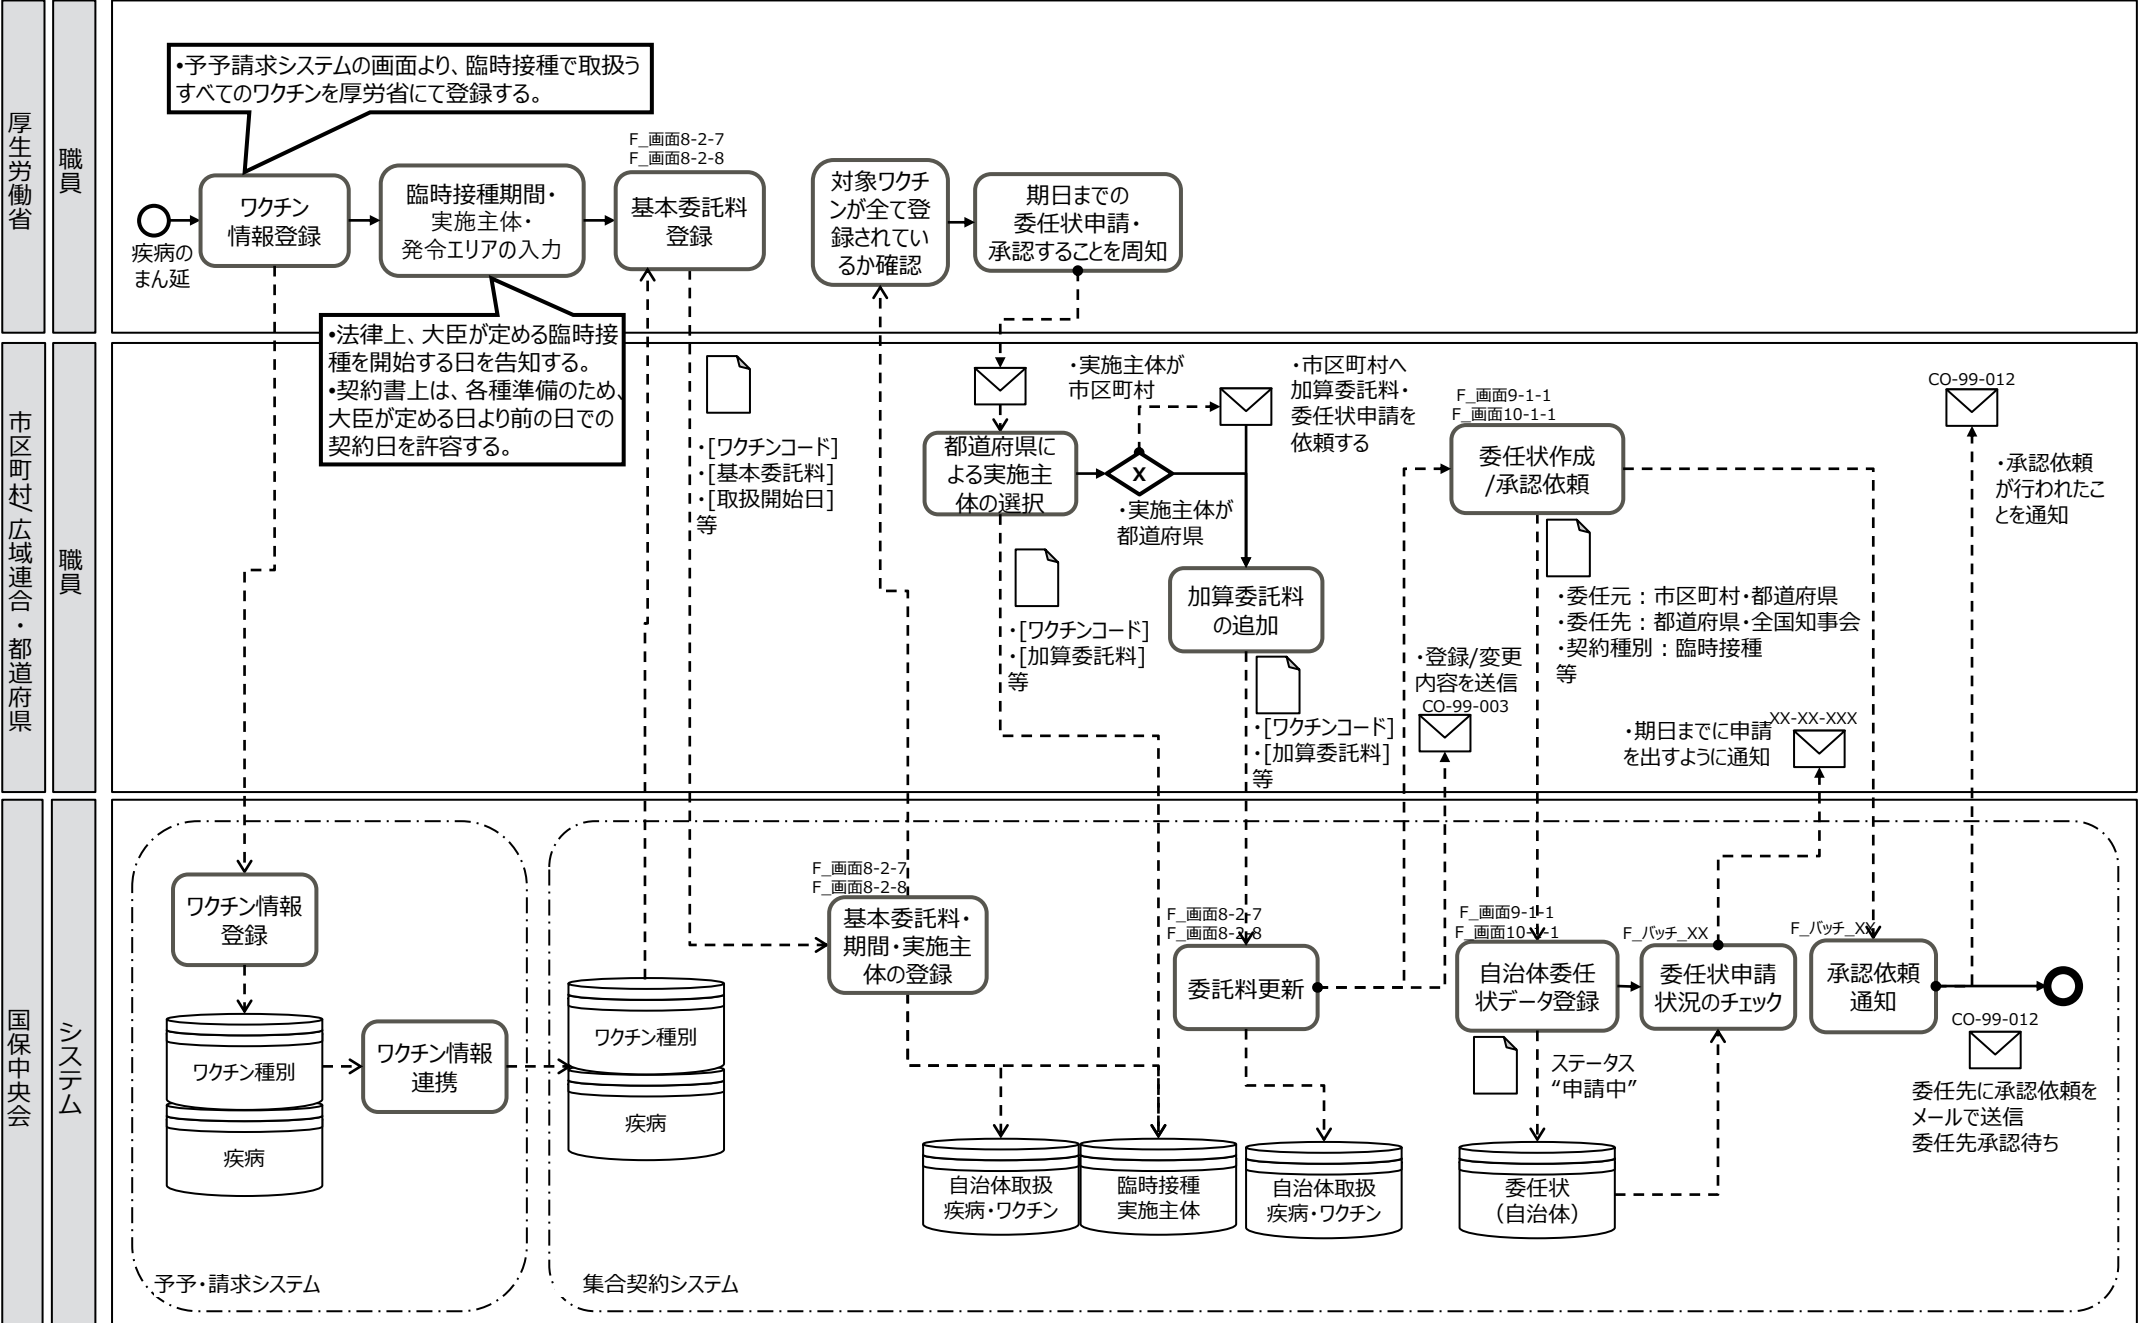 厚生労働省
職員
•予予請求システムの画面より、臨時接種で取扱う
すべてのワクチンを厚労省にて登録する。
疾病の
まん延
ワクチン
情報登録
臨時接種期間・
実施主体・
発令エリアの入力
F_画面8-2-7
F_画面8-2-8
基本委託料
登録
対象ワクチ
ンが全て登
録されてい
るか確認
期日までの
委任状申請・
承認することを周知
•法律上、大臣が定める臨時接
種を開始する日を告知する。
•契約書上は、各種準備のため、
大臣が定める日より前の日での
契約日を許容する。
市区町村/広域連合・都道府県
職員
・[ワクチンコード]
・[基本委託料]
・[取扱開始日]
等
都道府県に
よる実施主
体の選択
・実施主体が
市区町村
X
・実施主体が
都道府県
・市区町村へ
加算委託料・
委任状申請を
依頼する
・[ワクチンコード]
・[加算委託料]
等
加算委託料
の追加
・[ワクチンコード]
・[加算委託料]
等
・登録/変更
内容を送信
CO-99-003
F_画面9-1-1
F_画面10-1-1
委任状作成
/承認依頼
・委任元：市区町村・都道府県
・委任先：都道府県・全国知事会
・契約種別：臨時接種
等
・期日までに申請
を出すように通知
XX-XX-XXX
CO-99-012
・承認依頼
が行われたこ
とを通知
国保中央会
システム
ワクチン情報
登録
ワクチン種別
疾病
ワクチン情報
連携
予予・請求システム
ワクチン種別
疾病
集合契約システム
F_画面8-2-7
F_画面8-2-8
基本委託料・
期間・実施主
体の登録
自治体取扱
疾病・ワクチン
臨時接種
実施主体
F_画面8-2-7
F_画面8-2-8
委託料更新
自治体取扱
疾病・ワクチン
F_画面9-1-1
F_画面10-1-1
自治体委任
状データ登録
ステータス
“申請中”
委任状
（自治体）
F_バッチ_XX
委任状申請
状況のチェック
F_バッチ_XX
承認依頼
通知
CO-99-012
委任先に承認依頼を
メールで送信
委任先承認待ち